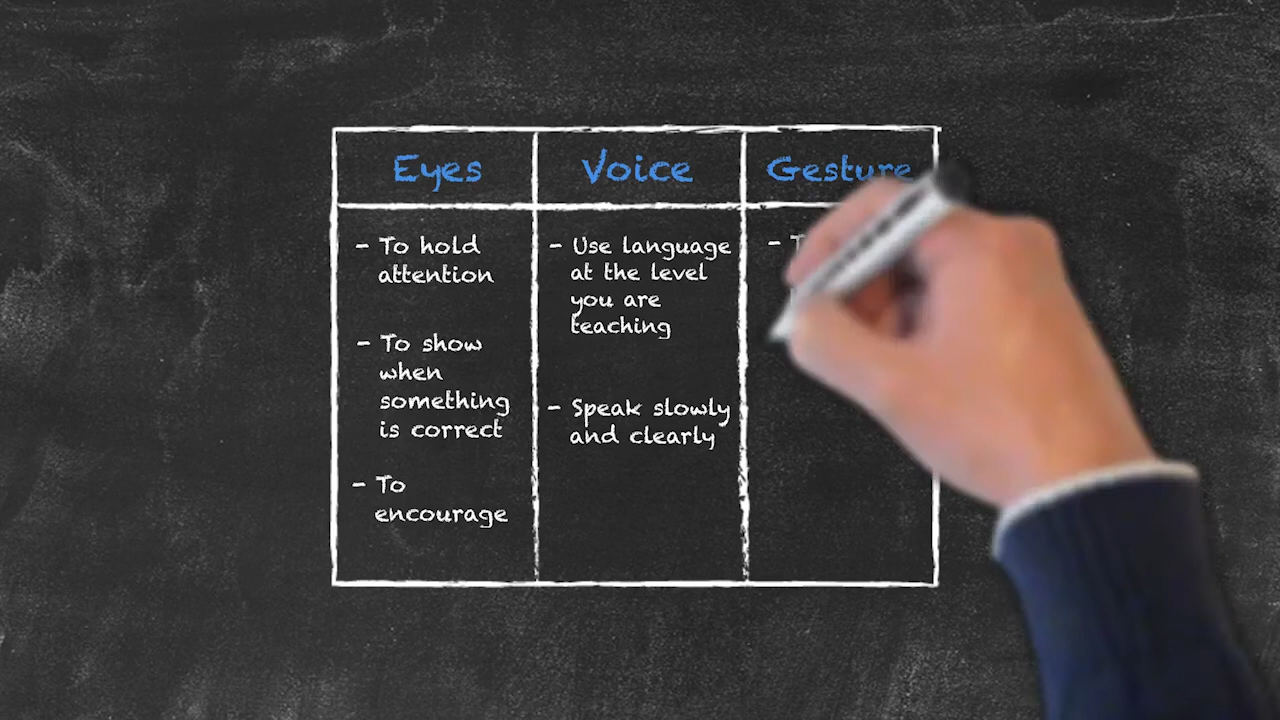 Eyes
Voice
Gesture
- To hold
attention
- To show
when
something
is correct
- To
encourage
- Use language
at the level
you are
teaching
- Speak slowly
and clearly
-